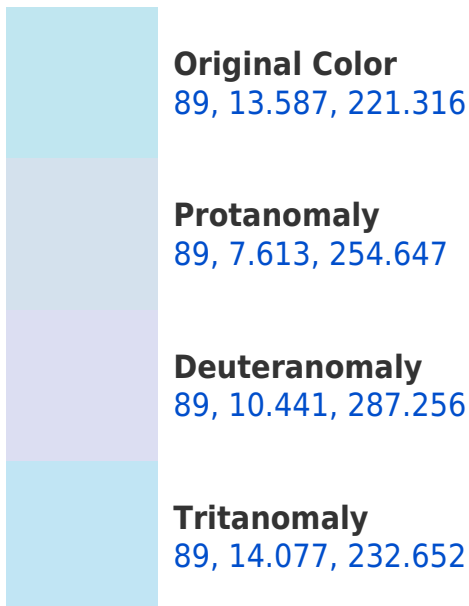 Original Color
89, 13.587, 221.316
Protanomaly
89, 7.613, 254.647
Deuteranomaly
89, 10.441, 287.256
Tritanomaly
89, 14.077, 232.652